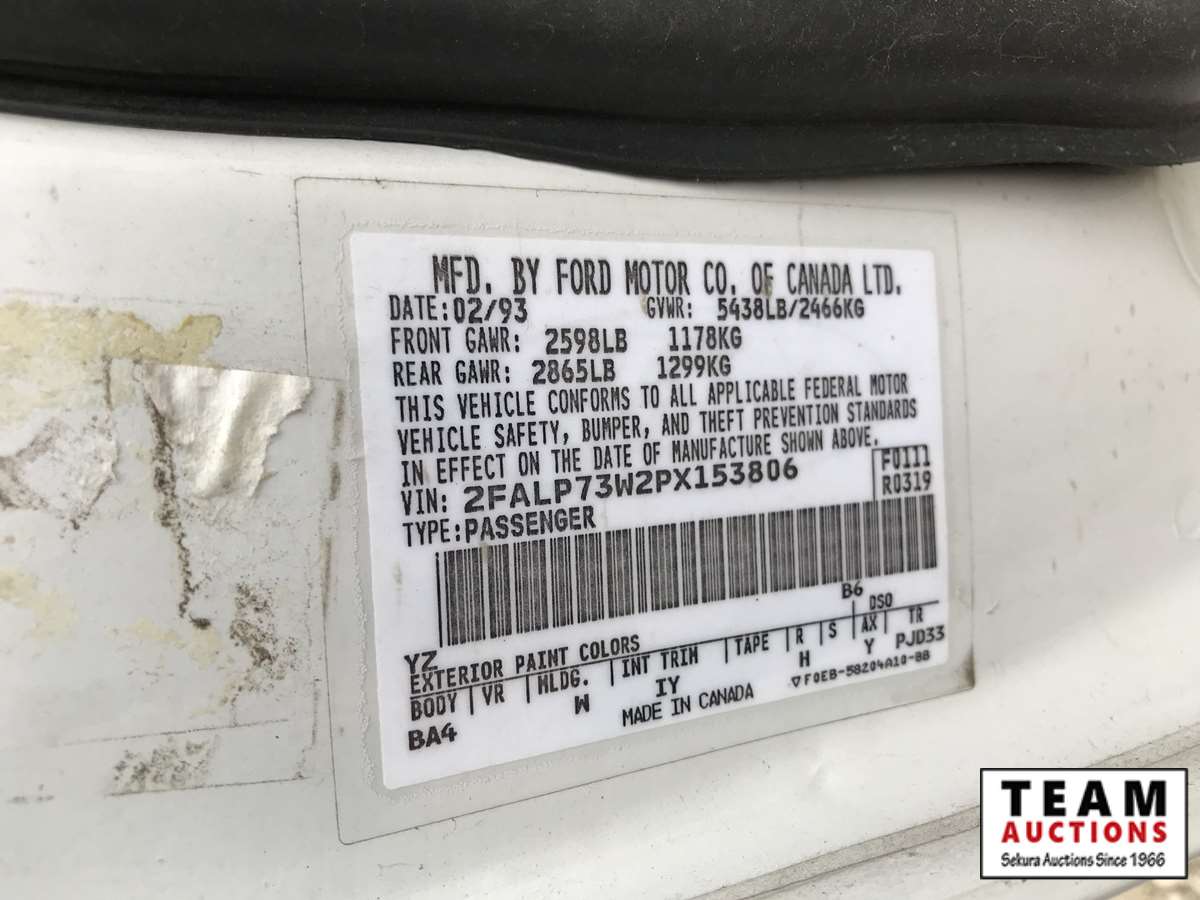 MFD. BY FORD MOTOR CO. OF CANADA LTD.
DATE: 02/93 GVWR: 5438LB/2466KG
FRONT GAWR: 2598LB 1178KG
REAR GAWR: 2865LB 1299KG
THIS VEHICLE CONFORMS TO ALL APPLICABLE FEDERAL MOTOR
VEHICLE SAFETY, BUMPER, AND THEFT PREVENTION STANDARDS
IN EFFECT ON THE DATE OF MANUFACTURE SHOWN ABOVE.
F0111
VIN: 2FALP73W2PX153806 R0319
TYPE: PASSENGER
B6
YZ DSO
EXTERIOR PAINT COLORS
BODY VR MLDG. INT TRIM TAPE R S AX TR
BA4 W IY H Y PJD33
MADE IN CANADA ▽F0EB-58204A10-BB
TEAM
AUCTIONS
Sekura Auctions Since 1966